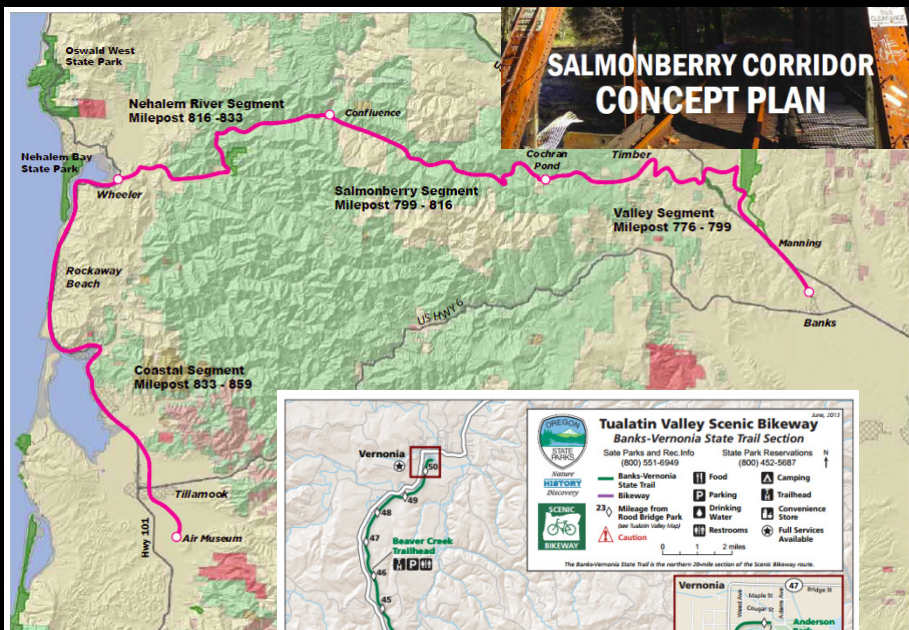 SALMONBERRY CORRIDOR
CONCEPT PLAN
Oswald West
State Park
Nehalem River Segment
Milepost 816 -833
Confluence
Nehalem Bay
State Park
Wheeler
Salmonberry Segment
Milepost 799 - 816
Cochran
Pond
Timber
Valley Segment
Milepost 776 - 799
Manning
Banks
Rockaway
Beach
US HWY 6
Coastal Segment
Milepost 833 - 859
Tillamook
Hwy 101
Air Museum
June, 2013
OREGON
STATE
PARKS
Nature
HISTORY
Discovery
SCENIC
BIKEWAY
Tualatin Valley Scenic Bikeway
Banks-Vernonia State Trail Section
Sate Parks and Rec.Info
(800) 551-6949
State Park Reservations
(800) 452-5687
N
Banks-Vernonia
State Trail
Bikeway
23 Mileage from
Rood Bridge Park
(see Tualatin Valley Map)
Caution
Food
P Parking
Drinking
Water
Restrooms
Camping
Trailhead
Convenience
Store
Full Services
Available
0 1 2 miles
The Banks-Vernonia State Trail is the northern 20-mile section of the Scenic Bikeway route.
Vernonia
50
49
48
47
Beaver Creek
Trailhead
P
46
45
Vernonia
47
Bridge St
Maple St
Cougar St
Weed Ave
Adams Ave
Anderson
Park